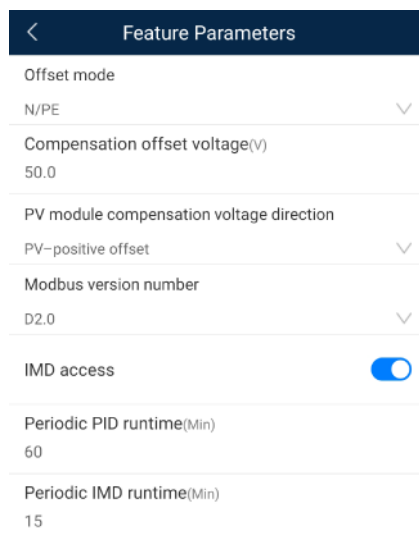 Feature Parameters
Offset mode
N/PE
Compensation offset voltage(V)
50.0
PV module compensation voltage direction
PV-positive offset
Modbus version number
D2.0
IMD access
Periodic PID runtime(Min)
60
Periodic IMD runtime(Min)
15